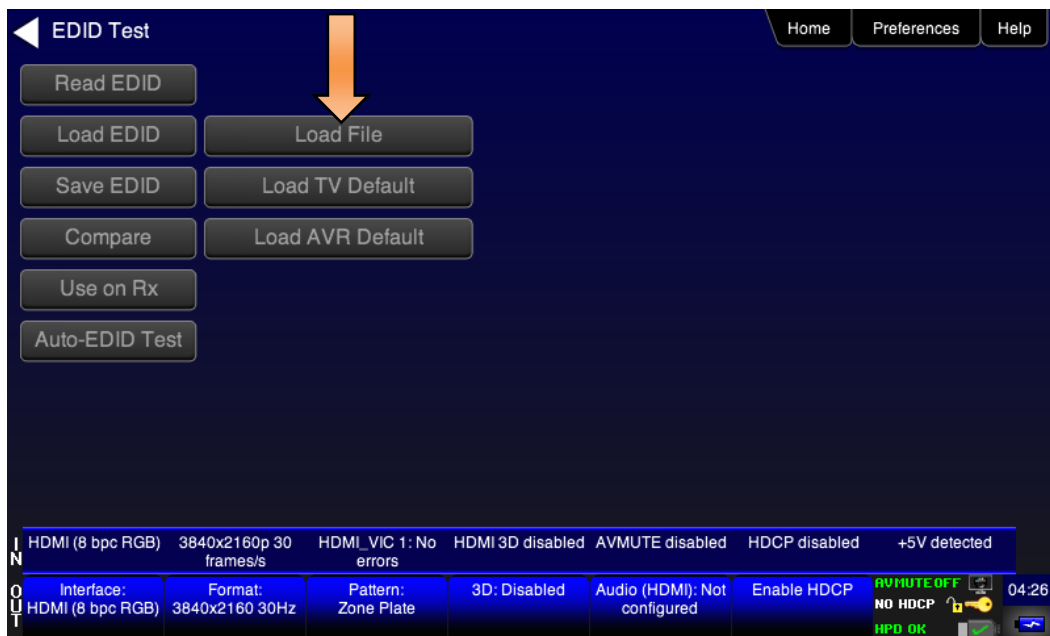 EDID Test
Home
Preferences
Help
Read EDID
Load EDID
Load File
Save EDID
Load TV Default
Compare
Load AVR Default
Use on Rx
Auto-EDID Test
IN
HDMI (8 bpc RGB)
3840x2160p 30
frames/s
HDMI_VIC 1: No
errors
HDMI 3D disabled
AVMUTE disabled
HDCP disabled
+5V detected
OUT
Interface:
HDMI (8 bpc RGB)
Format:
3840x2160 30Hz
Pattern:
Zone Plate
3D: Disabled
Audio (HDMI): Not
configured
Enable HDCP
AVMUTE OFF
NO HDCP
HPD OK
04:26